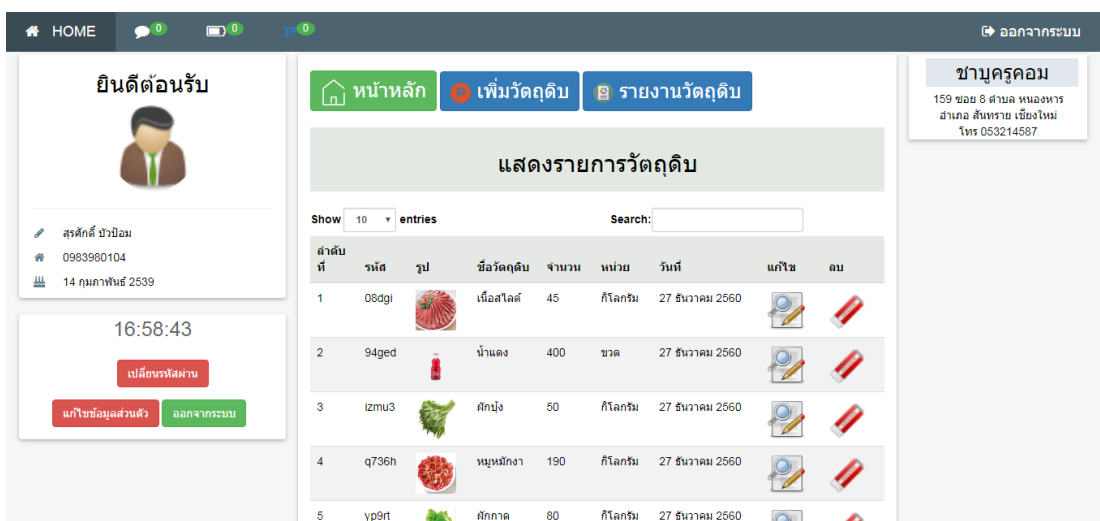 HOME 0 0 0 ออกจากระบบ
ยินดีต้อนรับ
สุรศักดิ์ บัวป้อม
0983980104
14 กุมภาพันธ์ 2539
16:58:43
เปลี่ยนรหัสผ่าน
แก้ไขข้อมูลส่วนตัว ออกจากระบบ
หน้าหลัก เพิ่มวัตถุดิบ รายงานวัตถุดิบ
แสดงรายการวัตถุดิบ
Show 10 entries Search:
ลำดับ
ที่ รหัส รูป ชื่อวัตถุดิบ จำนวน หน่วย วันที่ แก้ไข ลบ
1 08dgi เนื้อสไลด์ 45 กิโลกรัม 27 ธันวาคม 2560
2 94ged น้ำแดง 400 ขวด 27 ธันวาคม 2560
3 izmu3 ผักบุ้ง 50 กิโลกรัม 27 ธันวาคม 2560
4 q736h หมูหมักงา 190 กิโลกรัม 27 ธันวาคม 2560
5 yp9rt ผักกาด 80 กิโลกรัม 27 ธันวาคม 2560
ชาบูครูคอม
159 ซอย 8 ตำบล หนองหาร
อำเภอ สันทราย เชียงใหม่
โทร 053214587